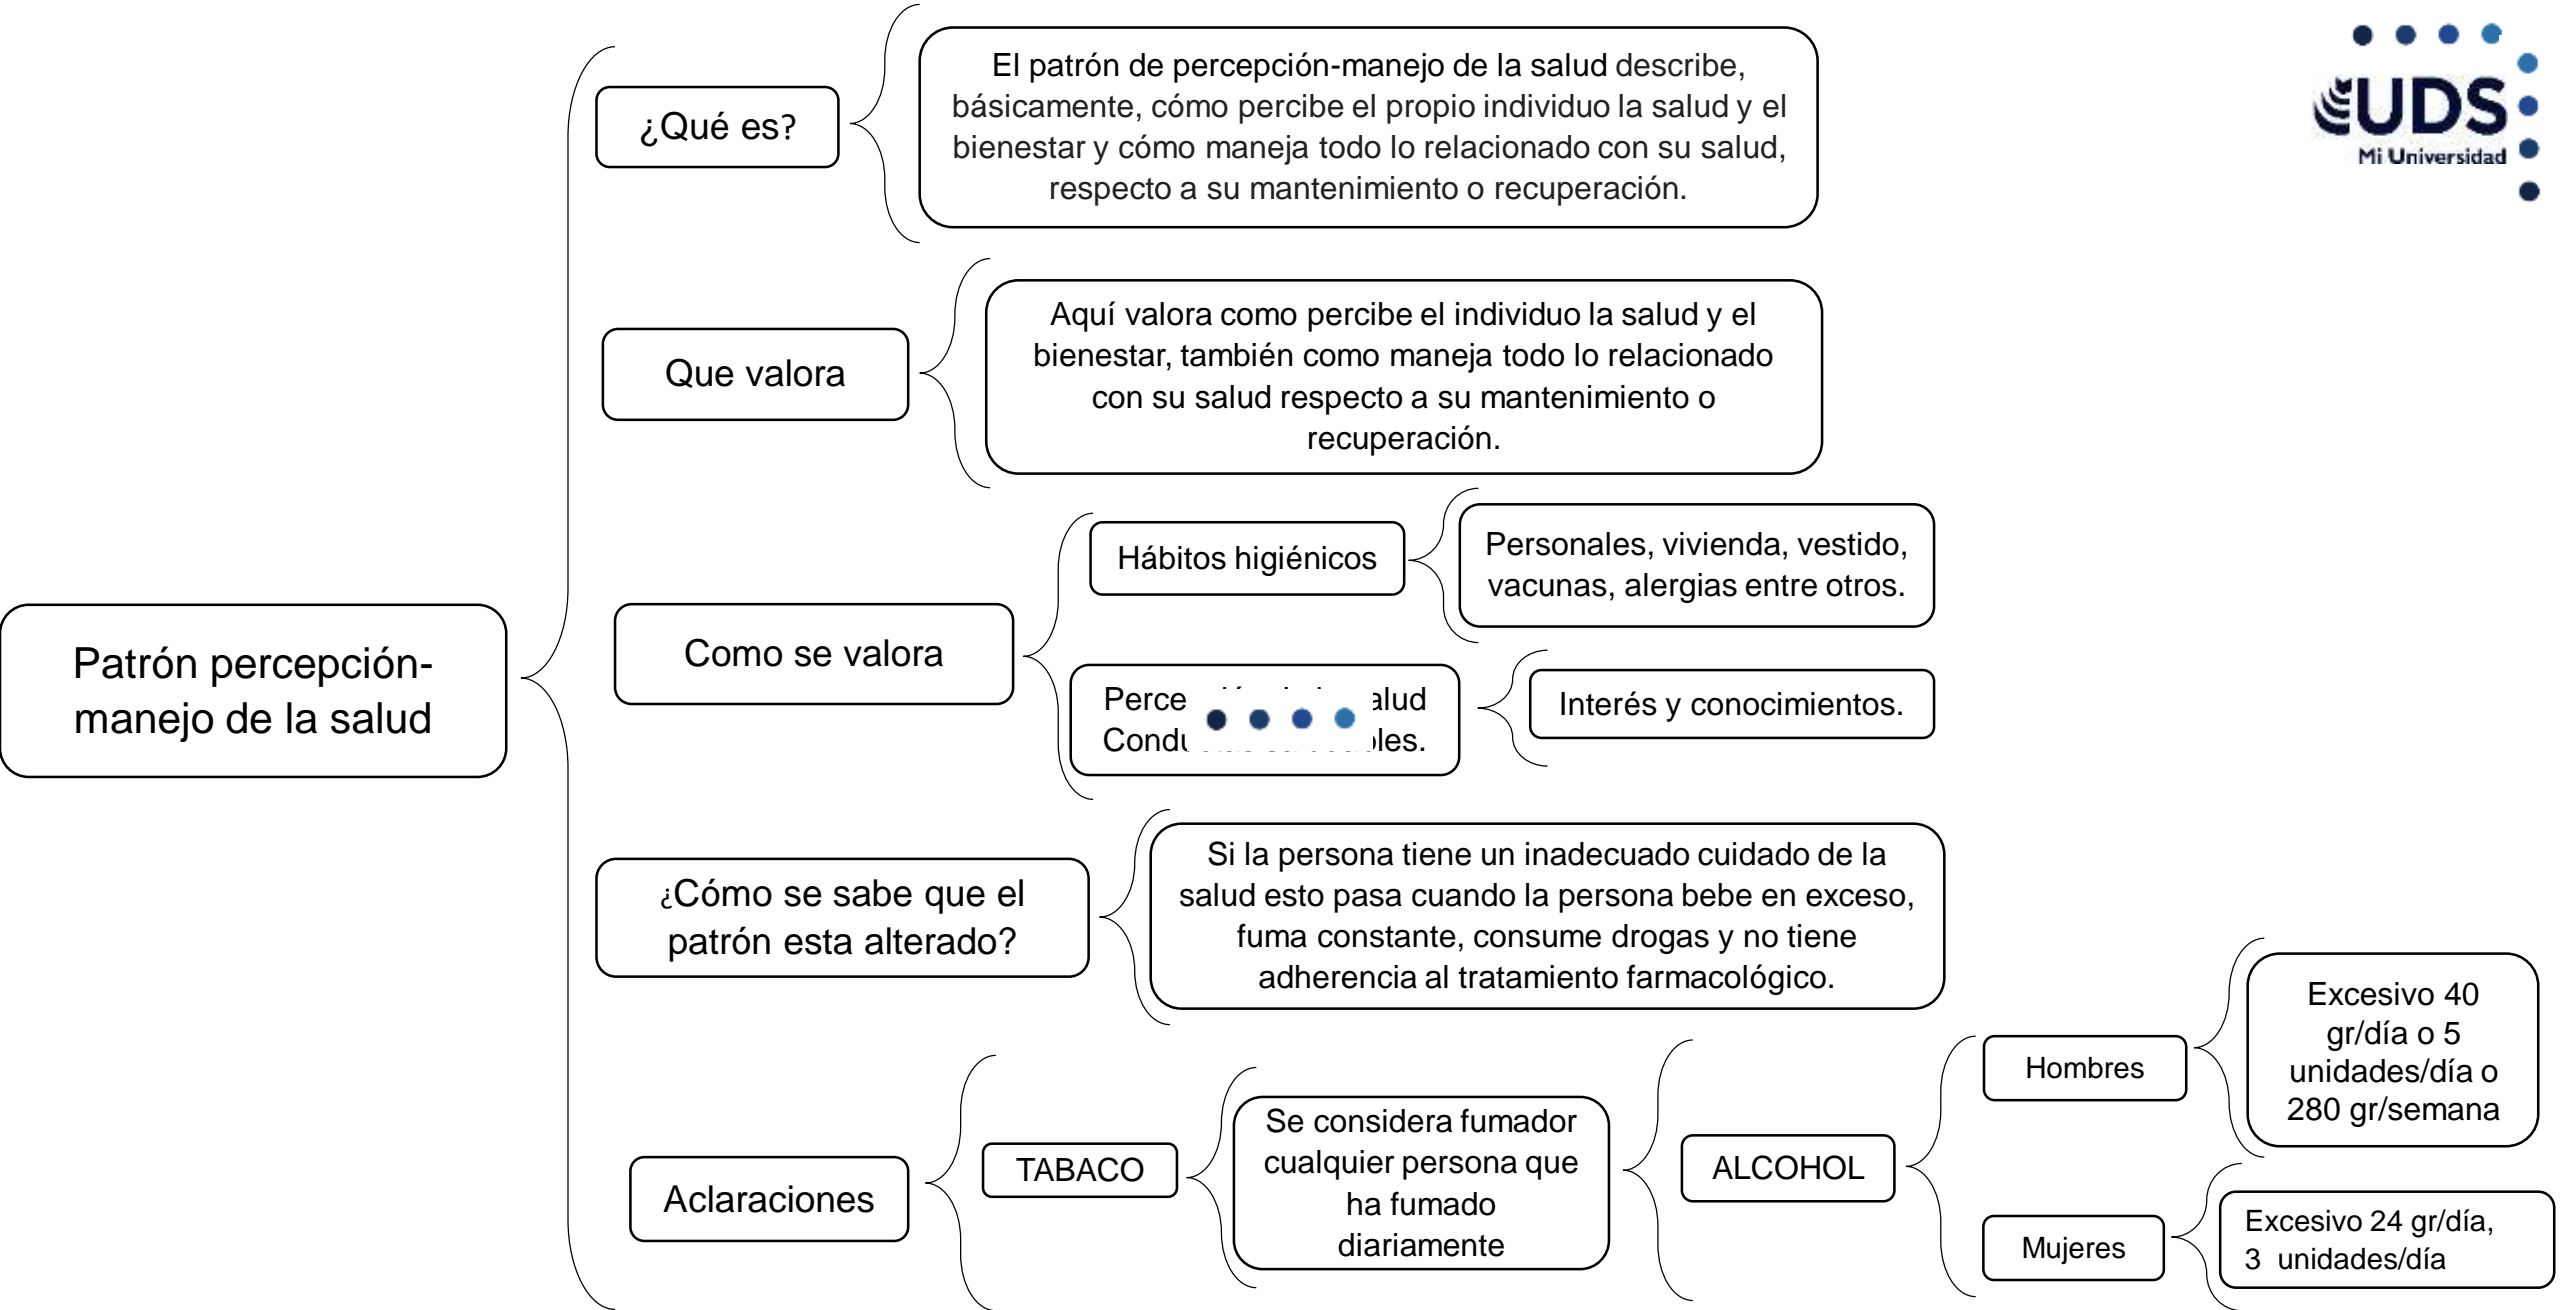 ¿Qué es?
El patrón de percepción-manejo de la salud describe,
básicamente, cómo percibe el propio individuo la salud y el
bienestar y cómo maneja todo lo relacionado con su salud,
respecto a su mantenimiento o recuperación.
UDS
Mi Universidad
Que valora
Aquí valora como percibe el individuo la salud y el
bienestar, también como maneja todo lo relacionado
con su salud respecto a su mantenimiento o
recuperación.
Patrón percepción-
manejo de la salud
Como se valora
Hábitos higiénicos
Personales, vivienda, vestido,
vacunas, alergias entre otros.
Interés y conocimientos.
¿Cómo se sabe que el
patrón esta alterado?
Si la persona tiene un inadecuado cuidado de la
salud esto pasa cuando la persona bebe en exceso,
fuma constante, consume drogas y no tiene
adherencia al tratamiento farmacológico.
Aclaraciones
TABACO
Se considera fumador
cualquier persona que
ha fumado
diariamente
ALCOHOL
Hombres
Excesivo 40
gr/día o 5
unidades/día o
280 gr/semana
Mujeres
Excesivo 24 gr/día,
3 unidades/día